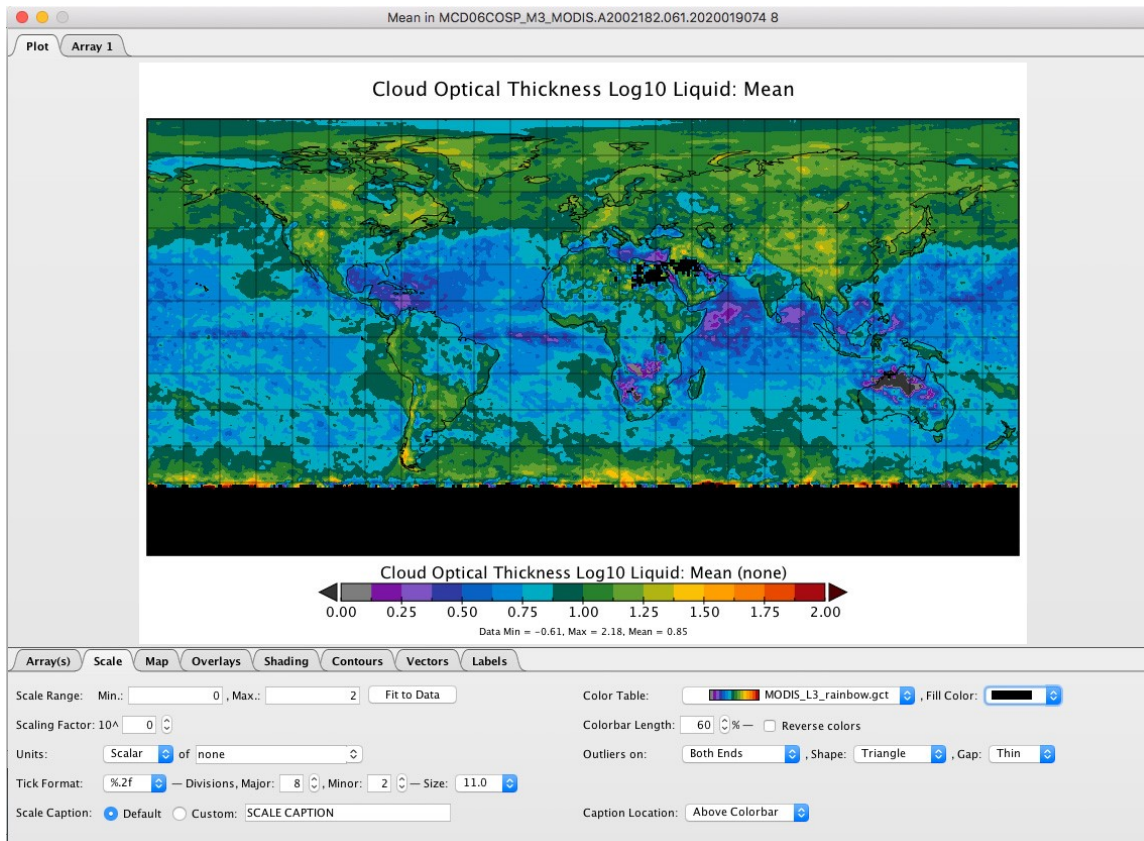 Mean in MCD06COSP_M3_MODIS.A2002182.061.2020019074 8
Plot Array 1
Cloud Optical Thickness Log10 Liquid: Mean
Cloud Optical Thickness Log10 Liquid: Mean (none)
0.00 0.25 0.50 0.75 1.00 1.25 1.50 1.75 2.00
Data Min = -0.61, Max = 2.18, Mean = 0.85
Array(s) Scale Map Overlays Shading Contours Vectors Labels
Scale Range: Min.: 0 , Max.: 2 Fit to Data Color Table: MODIS_L3_rainbow.gct , Fill Color:
Scaling Factor: 10^ 0 Colorbar Length: 60 % — Reverse colors
Units: Scalar of none Outliers on: Both Ends , Shape: Triangle , Gap: Thin
Tick Format: %.2f — Divisions, Major: 8 , Minor: 2 — Size: 11.0
Scale Caption: Default Custom: SCALE CAPTION Caption Location: Above Colorbar